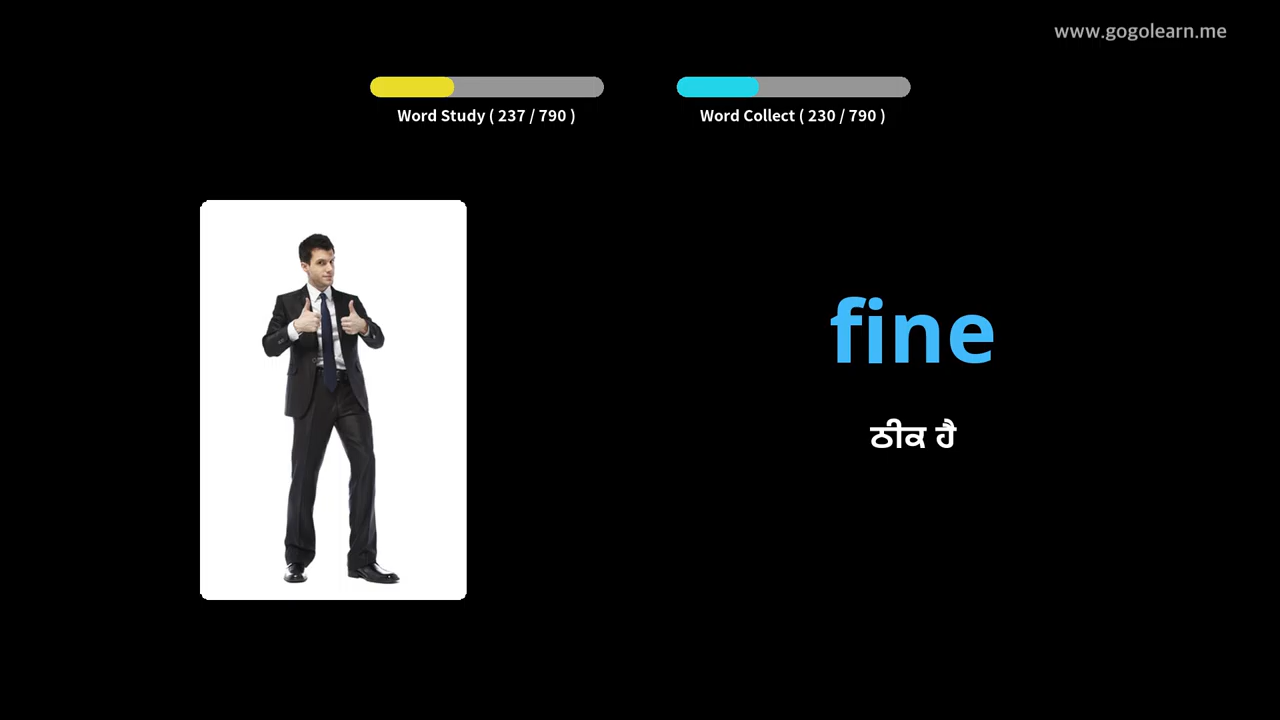 www.gogolearn.me
Word Study ( 237 / 790 )
Word Collect ( 230 / 790 )
fine
ਠੀਕ ਹੈ